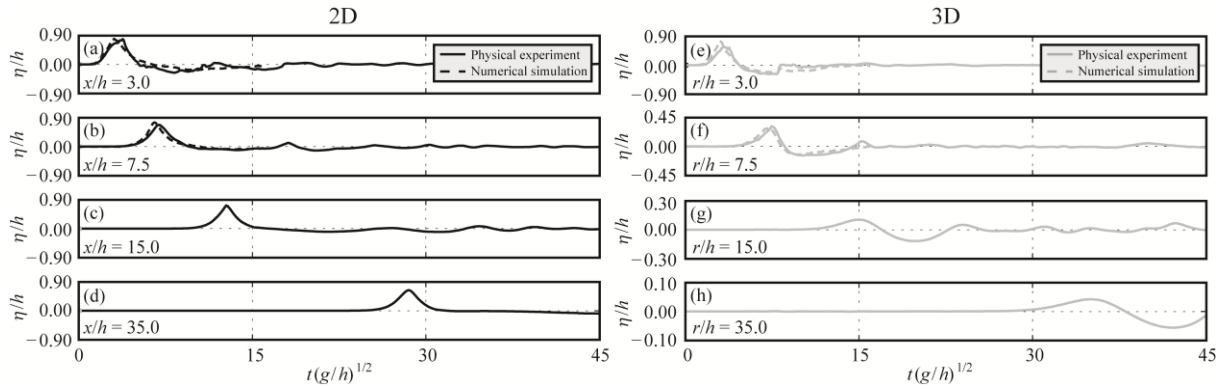 2D
0.90
0.00
−0.90
η/h
(a)
x/h = 3.0
Physical experiment
Numerical simulation
0.90
0.00
−0.90
η/h
(b)
x/h = 7.5
0.90
0.00
−0.90
η/h
(c)
x/h = 15.0
0.90
0.00
−0.90
η/h
(d)
x/h = 35.0
0 15 30 45
t(g/h)^1/2
3D
0.90
0.00
−0.90
η/h
(e)
r/h = 3.0
Physical experiment
Numerical simulation
0.45
0.00
−0.45
η/h
(f)
r/h = 7.5
0.30
0.00
−0.30
η/h
(g)
r/h = 15.0
0.10
0.00
−0.10
η/h
(h)
r/h = 35.0
0 15 30 45
t(g/h)^1/2